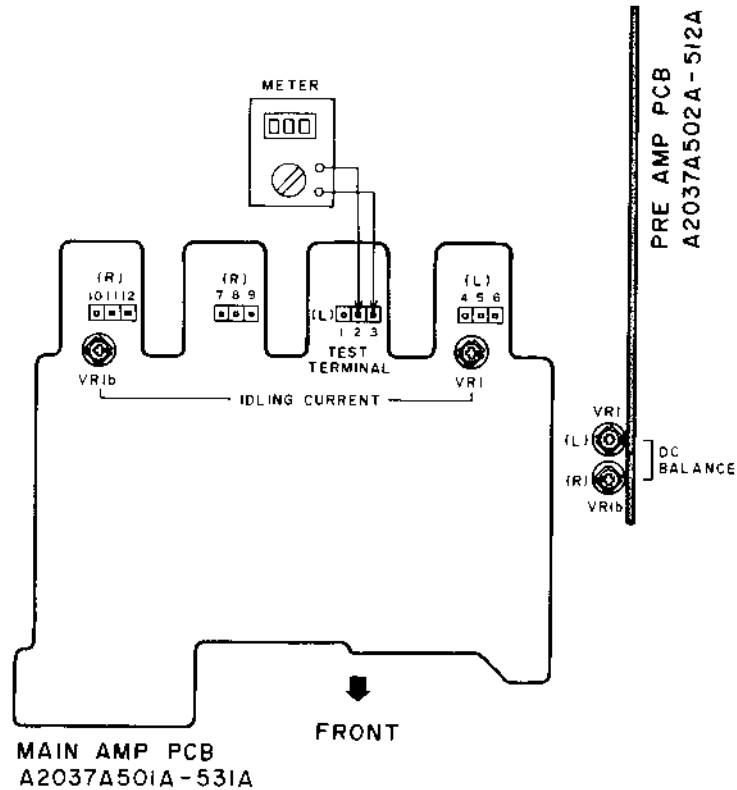 METER
000
PRE AMP PCB
A2037A502A-512A
(R)
10 11 12
(R)
7 8 9
(L)
1 2 3
TEST
TERMINAL
(L)
4 5 6
VR1b
VR1
IDLING CURRENT
VR1
(L)
(R)
VR1b
DC
BALANCE
FRONT
MAIN AMP PCB
A2037A501A-531A